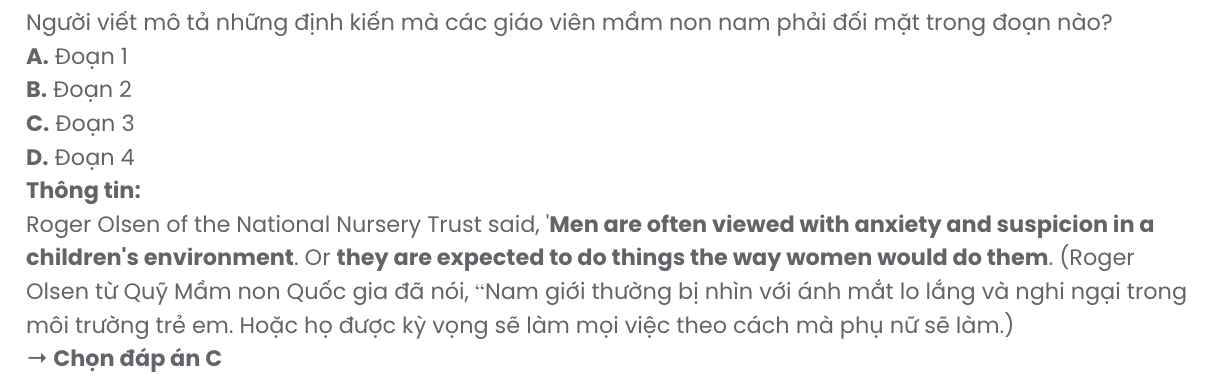 Người viết mô tả những định kiến mà các giáo viên mầm non nam phải đối mặt trong đoạn nào?
A. Đoạn 1
B. Đoạn 2
C. Đoạn 3
D. Đoạn 4
Thông tin:
Roger Olsen of the National Nursery Trust said, 'Men are often viewed with anxiety and suspicion in a
children's environment. Or they are expected to do things the way women would do them. (Roger
Olsen từ Quỹ Mầm non Quốc gia đã nói, “Nam giới thường bị nhìn với ánh mắt lo lắng và nghi ngại trong
môi trường trẻ em. Hoặc họ được kỳ vọng sẽ làm mọi việc theo cách mà phụ nữ sẽ làm.)
→ Chọn đáp án C